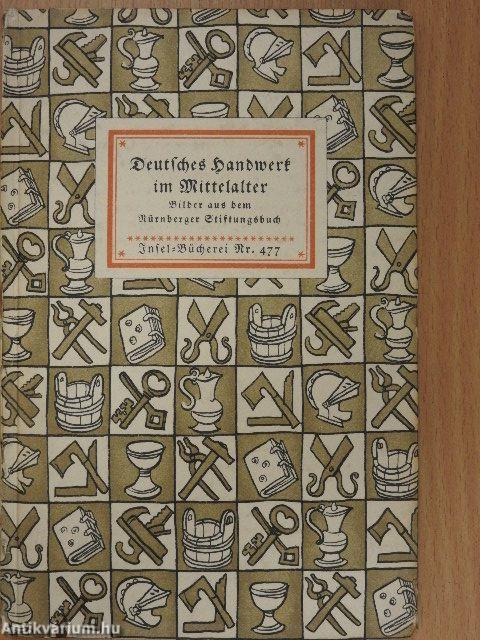 Deutsches Handwerk
im Mittelalter
Bilder aus dem
Nürnberger Stiftungsbuch
Insel-Bücherei Nr. 477
Antikvarium.hu